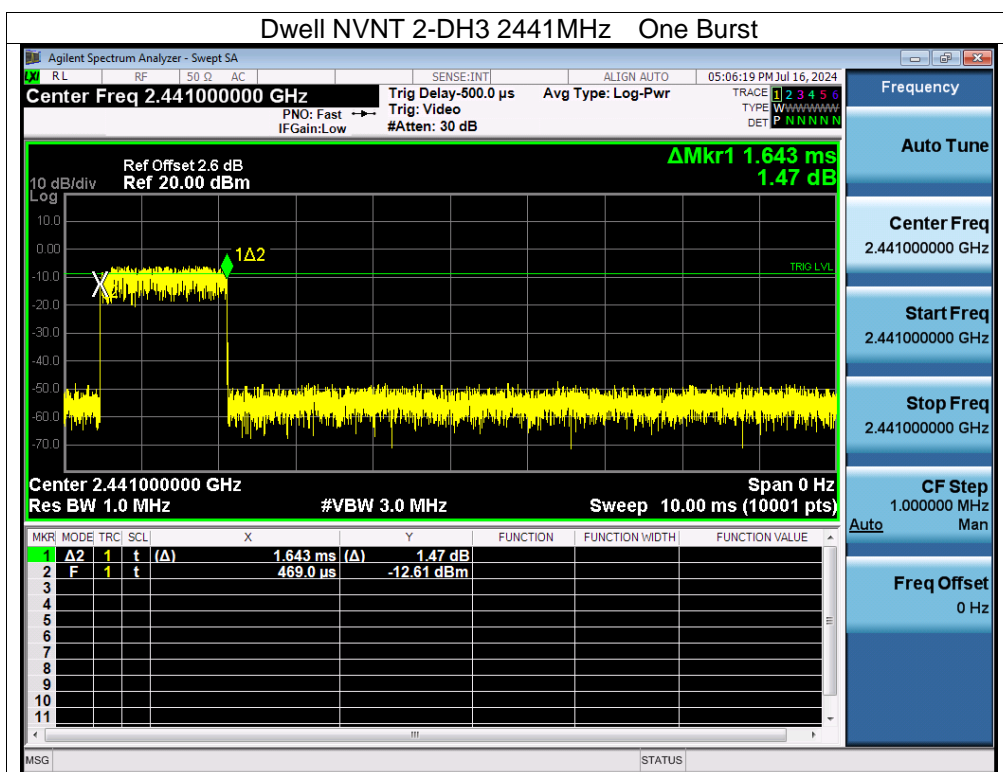 Dwell NVNT 2-DH3 2441MHz One Burst
Agilent Spectrum Analyzer - Swept SA
LXI RL RF 50 Ω AC SENSE:INT ALIGN AUTO 05:06:19 PM Jul 16, 2024
Center Freq 2.441000000 GHz
PNO: Fast
IFGain:Low
Trig Delay-500.0 µs
Trig: Video
#Atten: 30 dB
Avg Type: Log-Pwr
TRACE 1 2 3 4 5 6
TYPE WWWWWW
DET P N N N N N
ΔMkr1 1.643 ms
1.47 dB
Ref Offset 2.6 dB
10 dB/div Ref 20.00 dBm
Log
10.0
0.00
-10.0
-20.0
-30.0
-40.0
-50.0
-60.0
-70.0
1Δ2
TRIG LVL
Center 2.441000000 GHz Span 0 Hz
Res BW 1.0 MHz #VBW 3.0 MHz Sweep 10.00 ms (10001 pts)
MKR MODE TRC SCL X Y FUNCTION FUNCTION WIDTH FUNCTION VALUE
1 Δ2 1 t (Δ) 1.643 ms (Δ) 1.47 dB
2 F 1 t 469.0 µs -12.61 dBm
3
4
5
6
7
8
9
10
11
MSG STATUS
Frequency
Auto Tune
Center Freq
2.441000000 GHz
Start Freq
2.441000000 GHz
Stop Freq
2.441000000 GHz
CF Step
1.000000 MHz
Auto Man
Freq Offset
0 Hz